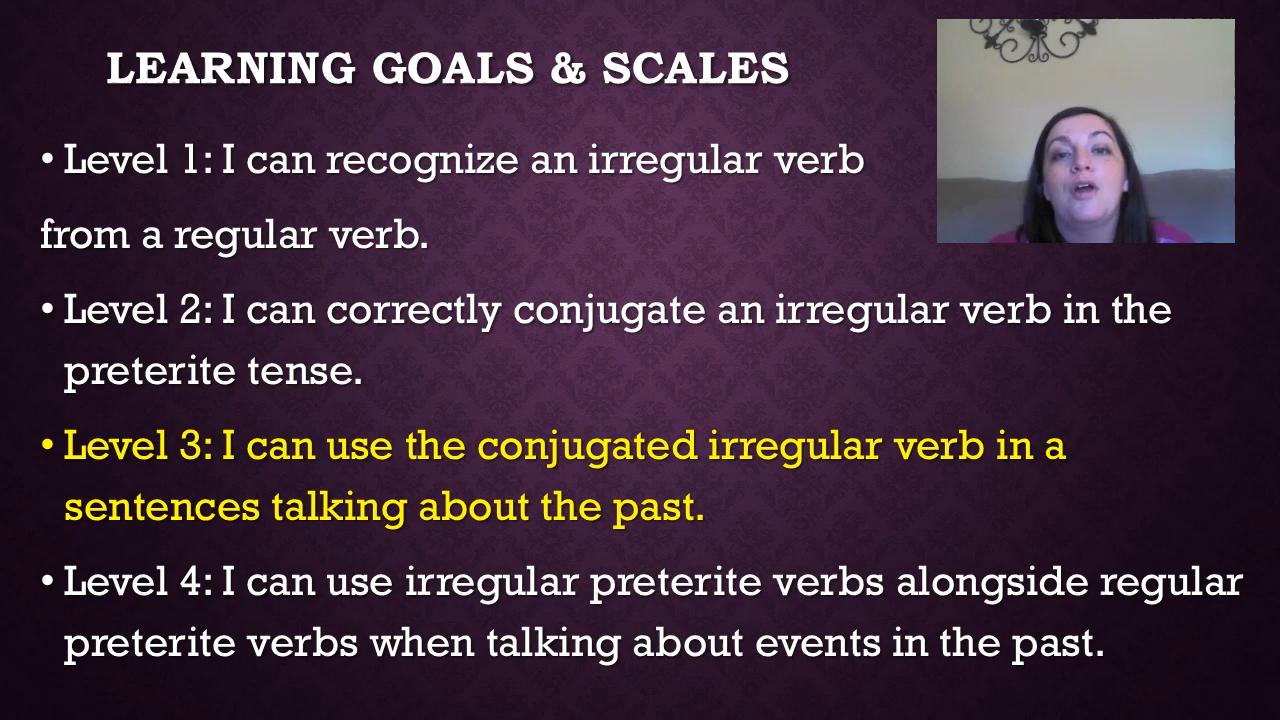 LEARNING GOALS & SCALES
• Level 1: I can recognize an irregular verb
from a regular verb.
• Level 2: I can correctly conjugate an irregular verb in the
preterite tense.
• Level 3: I can use the conjugated irregular verb in a
sentences talking about the past.
• Level 4: I can use irregular preterite verbs alongside regular
preterite verbs when talking about events in the past.